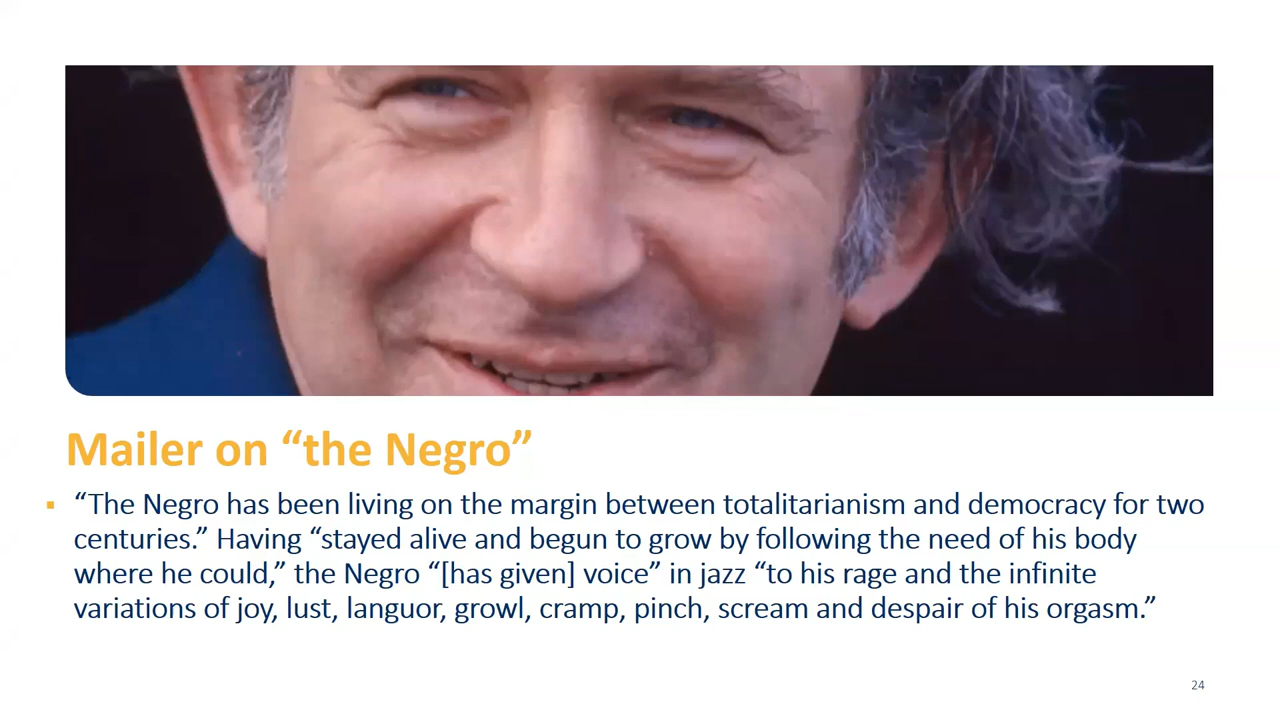 Mailer on “the Negro”
▪ “The Negro has been living on the margin between totalitarianism and democracy for two
centuries.” Having “stayed alive and begun to grow by following the need of his body
where he could,” the Negro “[has given] voice” in jazz “to his rage and the infinite
variations of joy, lust, languor, growl, cramp, pinch, scream and despair of his orgasm.”
24